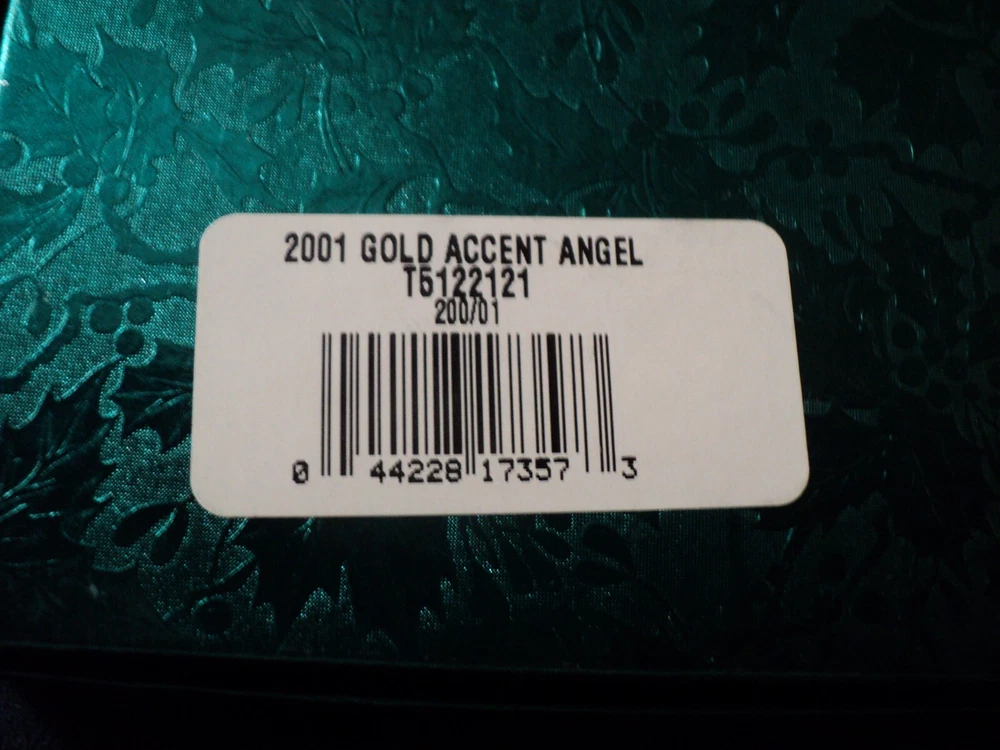 2001 GOLD ACCENT ANGEL
T5122121
200/01
0 44228 17357 3